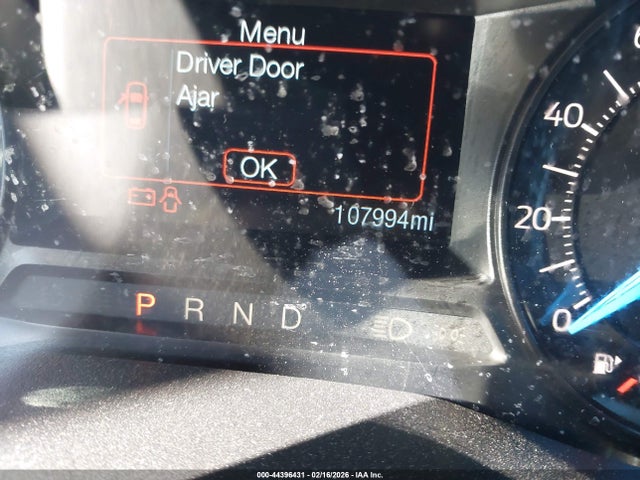 Menu
Driver Door
Ajar
OK
107994mi
P R N D
40
20
0
000-44396431 - 02/16/2026 - IAA Inc.